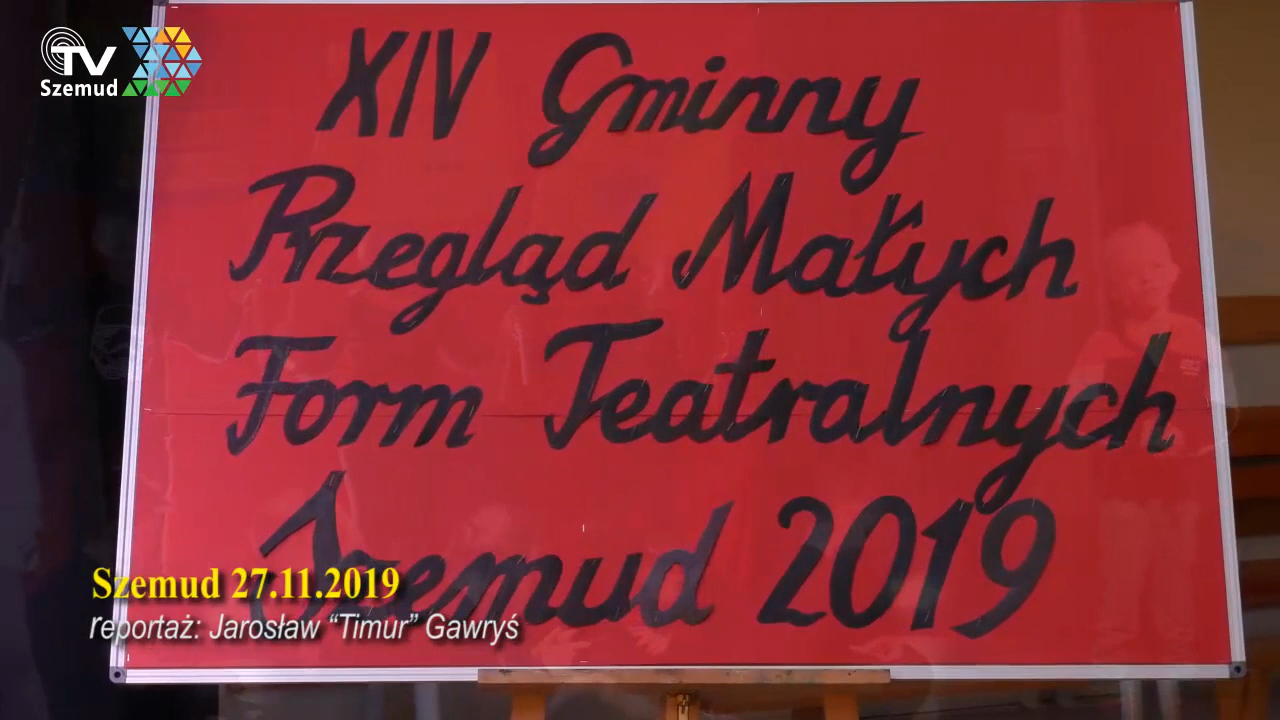 TV
Szemud
XIV Gminny
Przegląd Małych
Form Teatralnych
Szemud 2019
Szemud 27.11.2019
reportaż: Jarosław “Timur” Gawryś